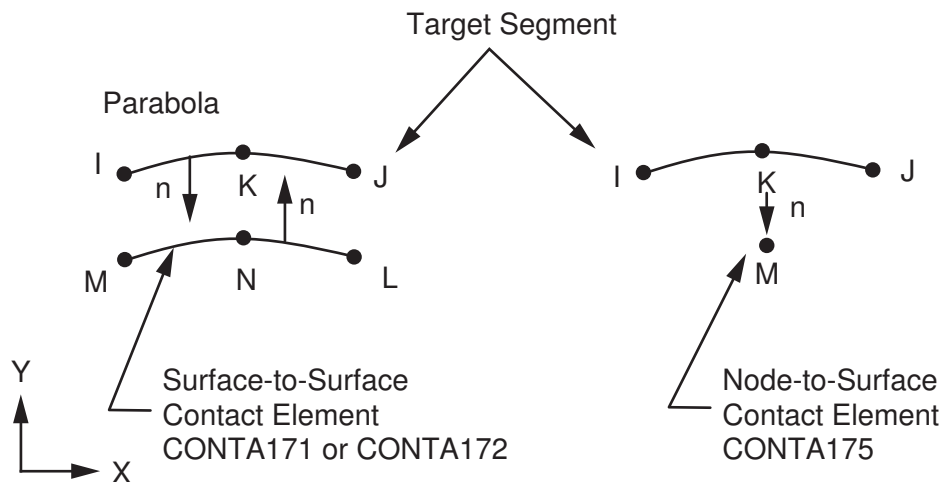 Target Segment
Parabola
I
K
J
n
n
M
N
L
I
K
J
n
M
Y
X
Surface-to-Surface
Contact Element
CONTA171 or CONTA172
Node-to-Surface
Contact Element
CONTA175